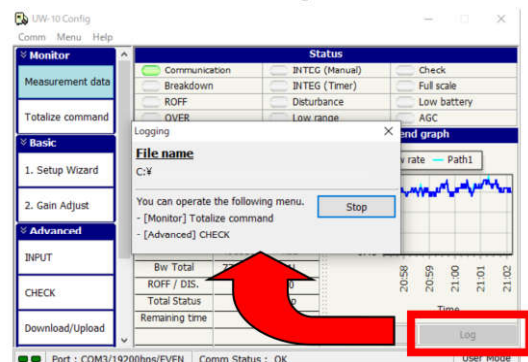 UW-10 Config
Comm Menu Help
Monitor
Measurement data
Totalize command
Basic
1. Setup Wizard
2. Gain Adjust
Advanced
INPUT
CHECK
Download/Upload
Status
Communication INTEG (Manual) Check
Breakdown INTEG (Timer) Full scale
ROFF Disturbance Low battery
OVER Low range AGC
end graph
rate Path1
Logging
File name
C:¥
You can operate the following menu.
- [Monitor] Totalize command
- [Advanced] CHECK
Stop
Bw Total
ROFF / DIS.
Total Status
Remaining time
20:58
20:59
21:00
21:01
21:02
Time
Log
Port : COM3/19200bps/EVEN Comm Status : OK User Mode